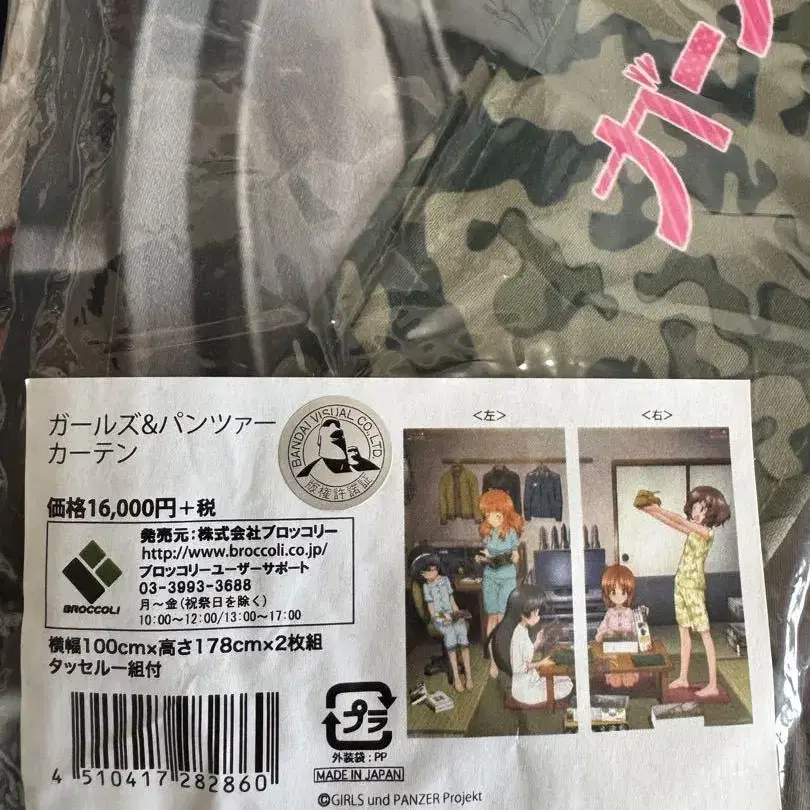 ガール
ガールズ&パンツァー
カーテン
BANDAI VISUAL CO.,LTD.
版権許諾証
価格16,000円+税
BROCCOLI
発売元:株式会社ブロッコリー
http://www.broccoli.co.jp/
ブロッコリーユーザーサポート
03-3993-3688
月~金(祝祭日を除く)
10:00~12:00/13:00~17:00
横幅100cm×高さ178cm×2枚組
タッセル一組付
4 510417 282860
プラ
外装袋:PP
MADE IN JAPAN
<左>
<右>
©GIRLS und PANZER Projekt